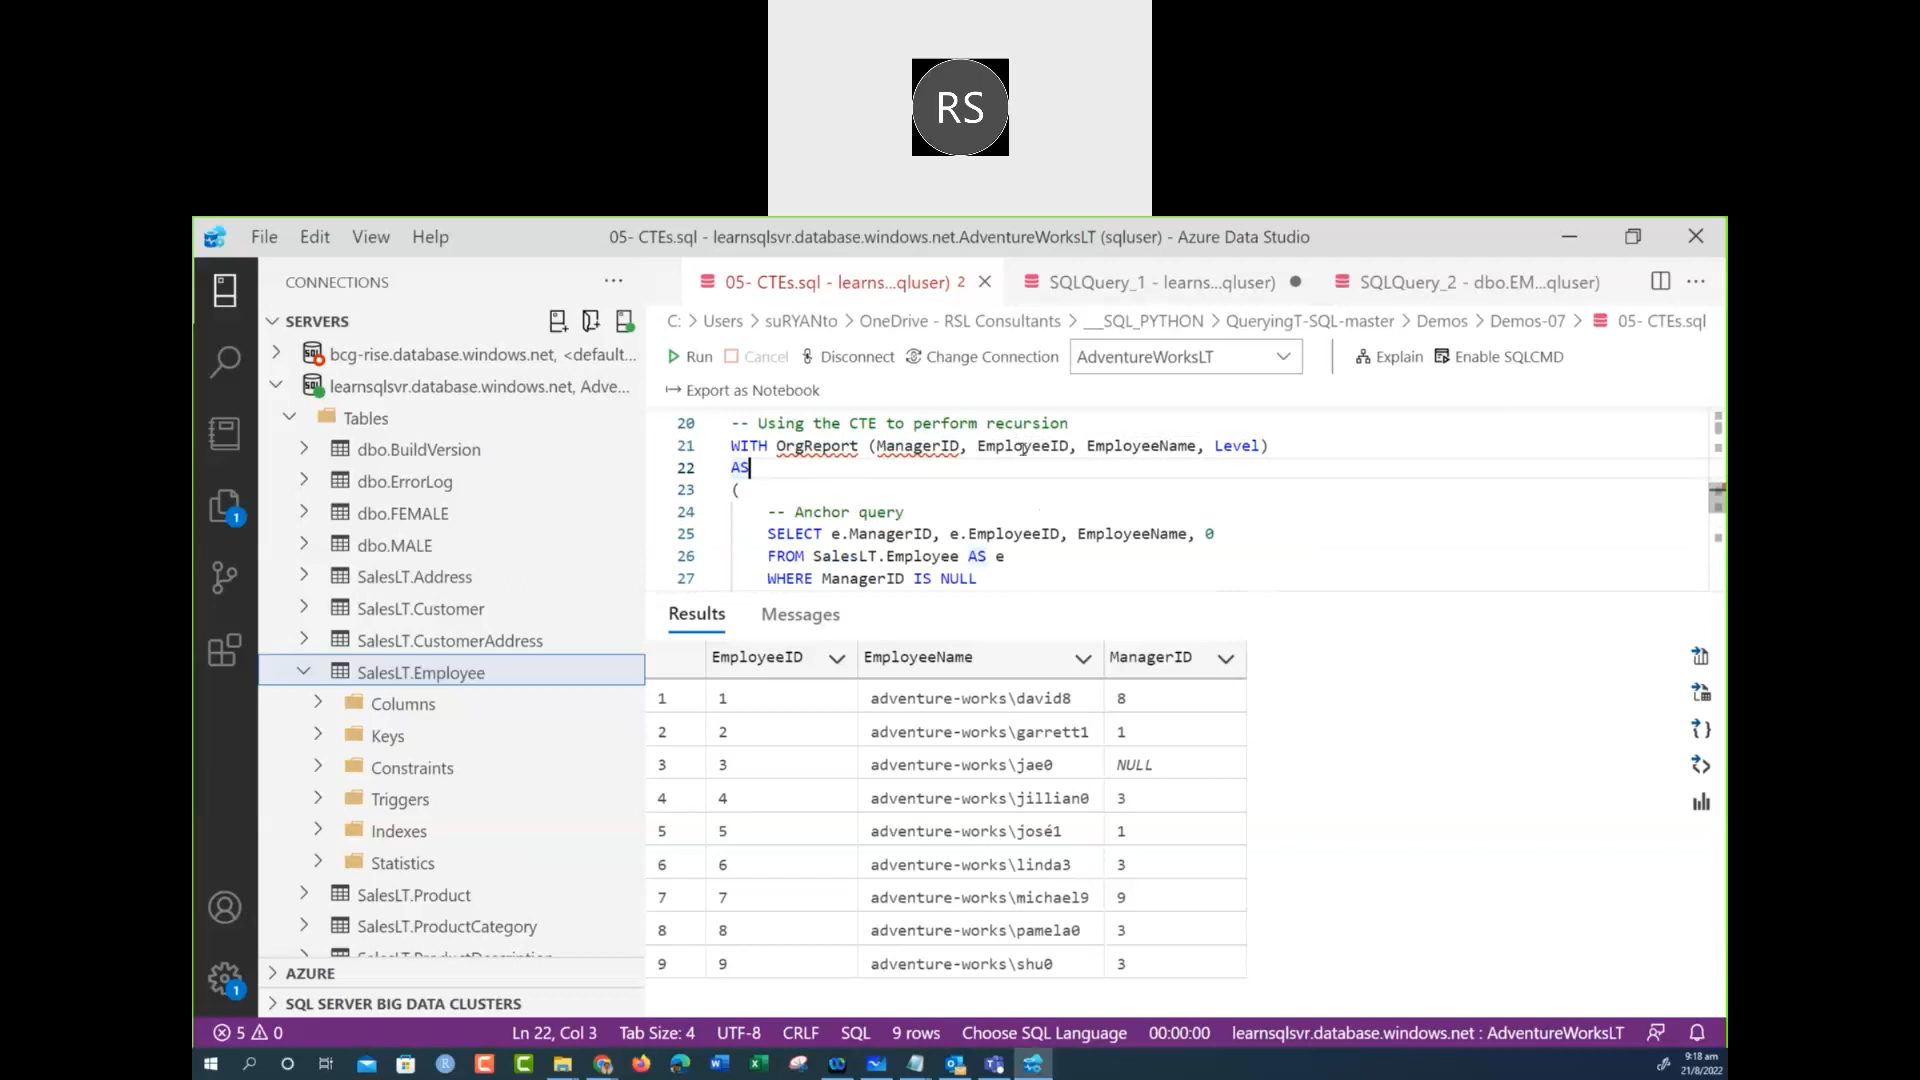 RS
File Edit View Help
05- CTEs.sql - learnsqlsvr.database.windows.net.AdventureWorksLT (sqluser) - Azure Data Studio
CONNECTIONS
05- CTEs.sql - learns...qluser) 2
SQLQuery_1 - learns...qluser)
SQLQuery_2 - dbo.EM...qluser)
SERVERS
C: > Users > suRYANto > OneDrive - RSL Consultants > __SQL_PYTHON > QueryingT-SQL-master > Demos > Demos-07 > 05- CTEs.sql
bcg-rise.database.windows.net, <default...
learnsqlsvr.database.windows.net, Adve...
Tables
dbo.BuildVersion
dbo.ErrorLog
dbo.FEMALE
dbo.MALE
SalesLT.Address
SalesLT.Customer
SalesLT.CustomerAddress
SalesLT.Employee
Columns
Keys
Constraints
Triggers
Indexes
Statistics
SalesLT.Product
SalesLT.ProductCategory
SalesLT.ProductDescription
AZURE
SQL SERVER BIG DATA CLUSTERS
1
1
Run Cancel Disconnect Change Connection AdventureWorksLT Explain Enable SQLCMD
Export as Notebook
20 -- Using the CTE to perform recursion
21 WITH OrgReport (ManagerID, EmployeeID, EmployeeName, Level)
22 AS
23 (
24 -- Anchor query
25 SELECT e.ManagerID, e.EmployeeID, EmployeeName, 0
26 FROM SalesLT.Employee AS e
27 WHERE ManagerID IS NULL
Results Messages
EmployeeID EmployeeName ManagerID
1 1 adventure-works\david8 8
2 2 adventure-works\garrett1 1
3 3 adventure-works\jae0 NULL
4 4 adventure-works\jillian0 3
5 5 adventure-works\josé1 1
6 6 adventure-works\linda3 3
7 7 adventure-works\michael9 9
8 8 adventure-works\pamela0 3
9 9 adventure-works\shu0 3
5 0 Ln 22, Col 3 Tab Size: 4 UTF-8 CRLF SQL 9 rows Choose SQL Language 00:00:00 learnsqlsvr.database.windows.net : AdventureWorksLT
9:18 am
21/8/2022